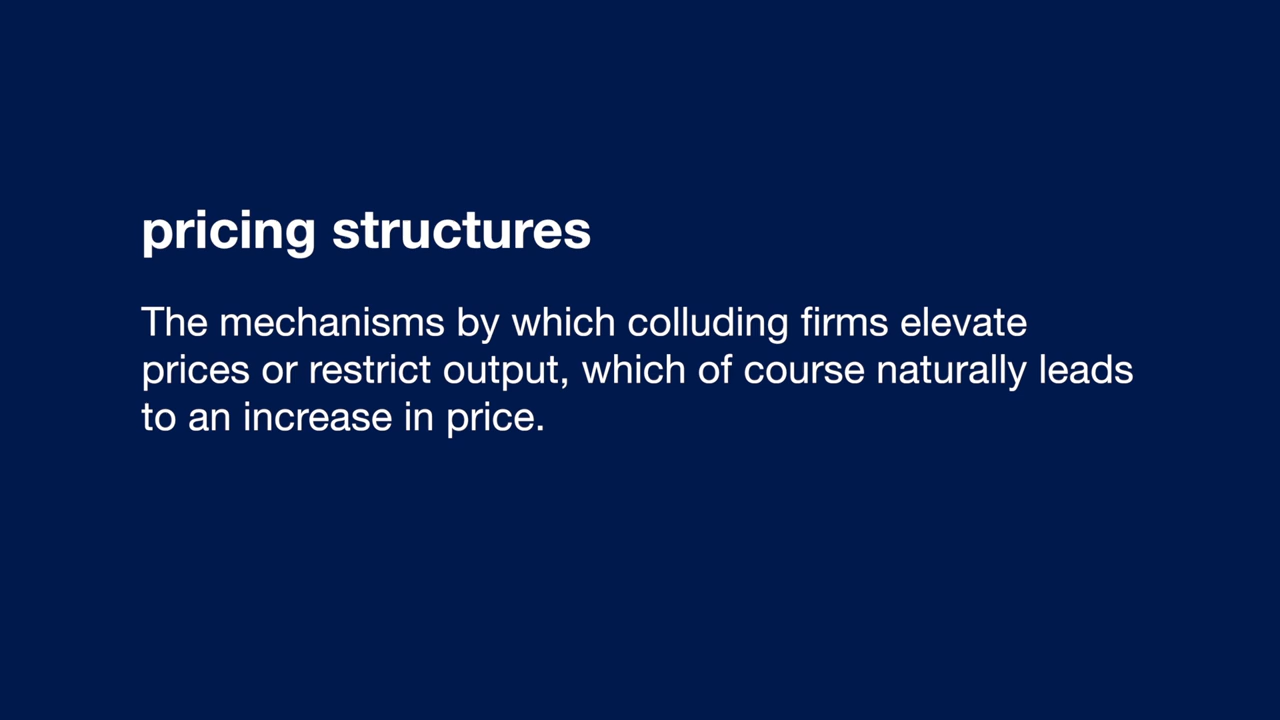 pricing structures
The mechanisms by which colluding firms elevate
prices or restrict output, which of course naturally leads
to an increase in price.